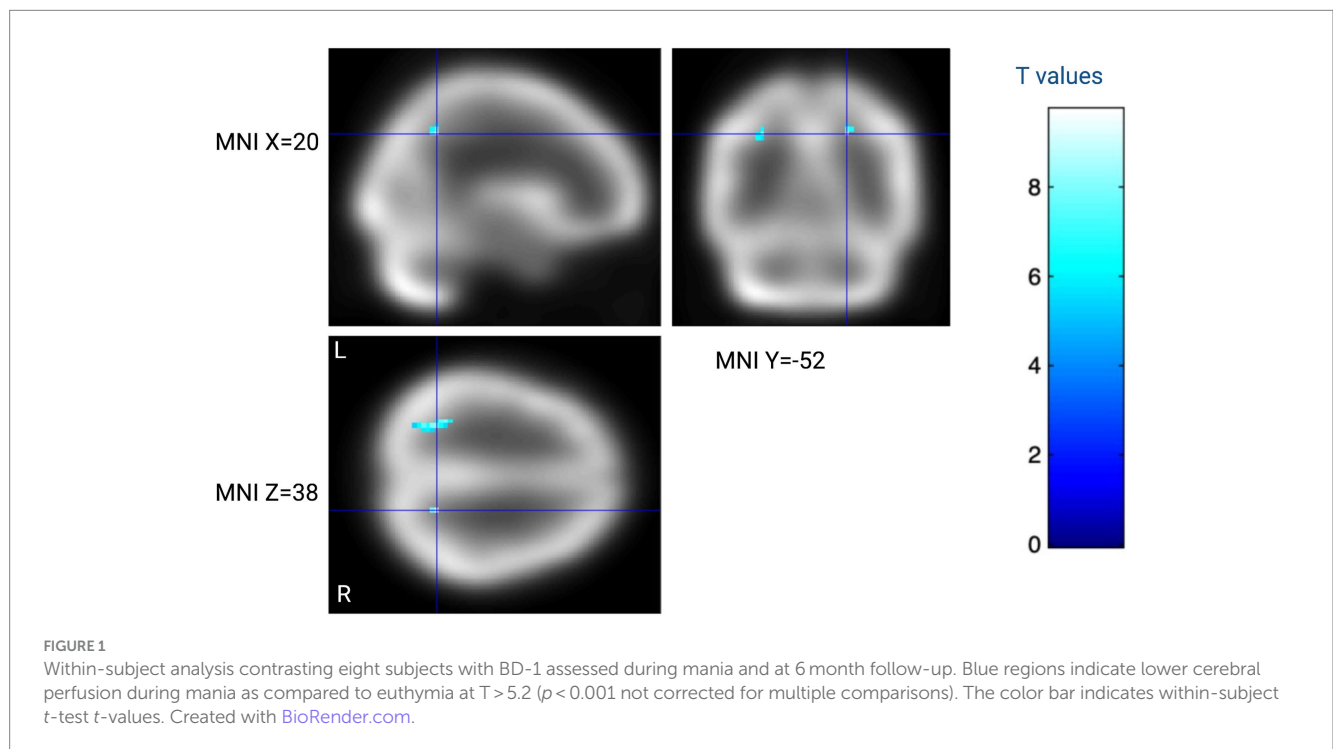 T values
MNI X=20
8
6
L
MNI Y=-52
4
2
MNI Z=38
0
R
FIGURE 1
Within-subject analysis contrasting eight subjects with BD-1 assessed during mania and at 6 month follow-up. Blue regions indicate lower cerebral
perfusion during mania as compared to euthymia at T > 5.2 (p < 0.001 not corrected for multiple comparisons). The color bar indicates within-subject
t-test t-values. Created with BioRender.com.